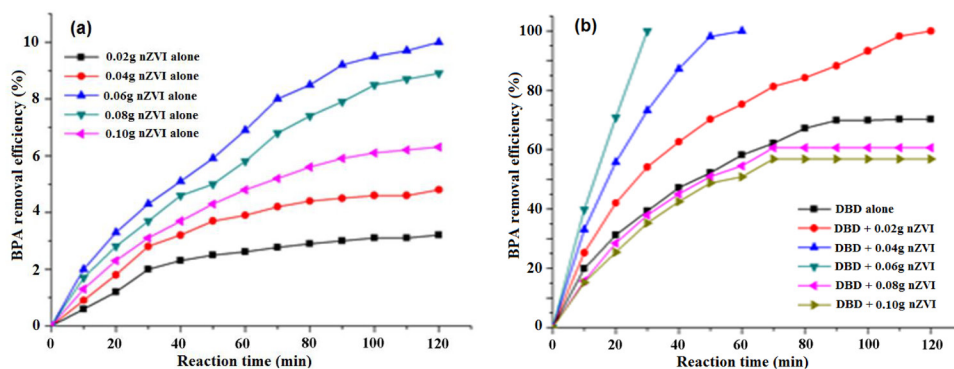 (a)
BPA removal efficiency (%)
10
8
6
4
2
0
0.02g nZVI alone
0.04g nZVI alone
0.06g nZVI alone
0.08g nZVI alone
0.10g nZVI alone
0 20 40 60 80 100 120
Reaction time (min)
(b)
BPA removal efficiency (%)
100
80
60
40
20
0
DBD alone
DBD + 0.02g nZVI
DBD + 0.04g nZVI
DBD + 0.06g nZVI
DBD + 0.08g nZVI
DBD + 0.10g nZVI
0 20 40 60 80 100 120
Reaction time (min)